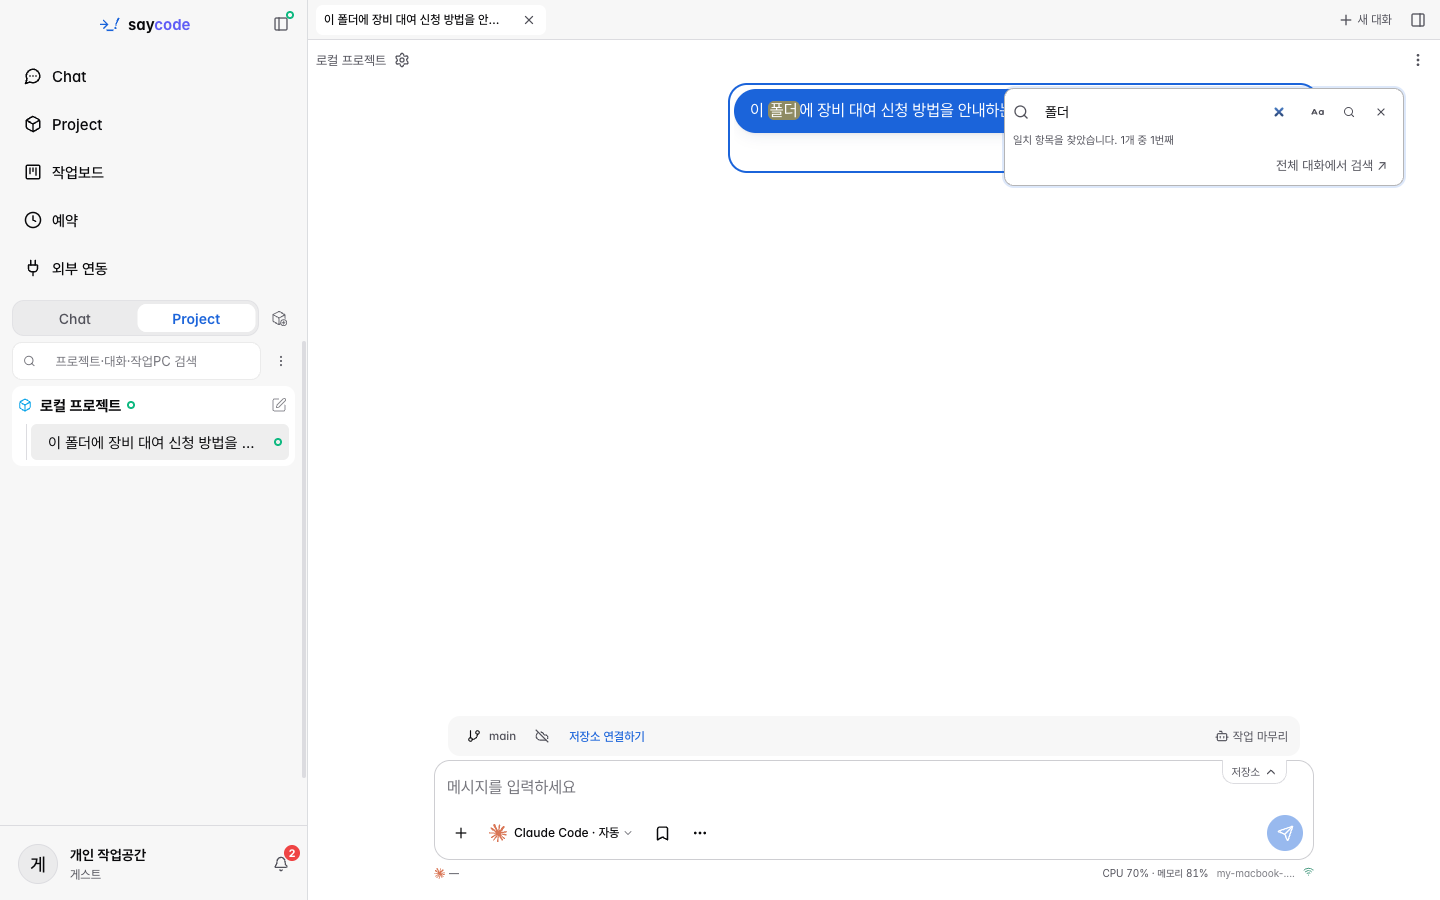 saycode
Chat
Project
작업보드
예약
외부 연동
Chat Project
프로젝트·대화·작업PC 검색
로컬 프로젝트
이 폴더에 장비 대여 신청 방법을 ...
개인 작업공간
게스트
게
2
이 폴더에 장비 대여 신청 방법을 안...
새 대화
로컬 프로젝트
이 폴더에 장비 대여 신청 방법을 안내하는
폴더
Aa
일치 항목을 찾았습니다. 1개 중 1번째
전체 대화에서 검색
main 저장소 연결하기 작업 마무리
저장소
메시지를 입력하세요
Claude Code · 자동
— CPU 70% · 메모리 81% my-macbook-....